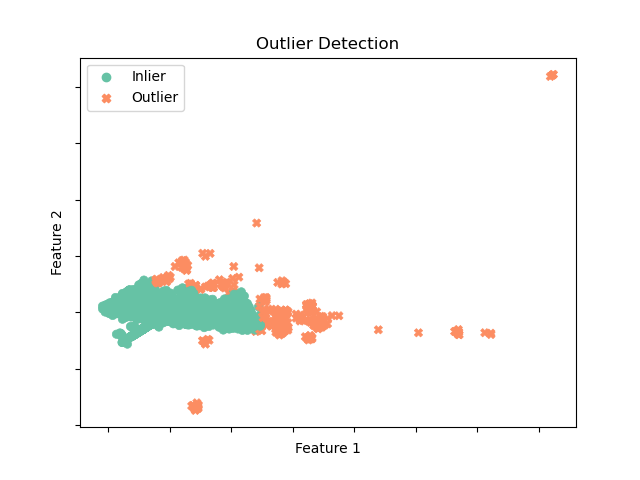 Outlier Detection
Inlier
Outlier
Feature 2
Feature 1